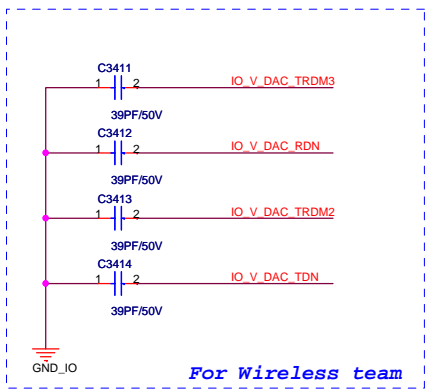 C3411
1 2 IO_V_DAC_TRDM3
39PF/50V
C3412
1 2 IO_V_DAC_RDN
39PF/50V
C3413
1 2 IO_V_DAC_TRDM2
39PF/50V
C3414
1 2 IO_V_DAC_TDN
39PF/50V
GND_IO
For Wireless team